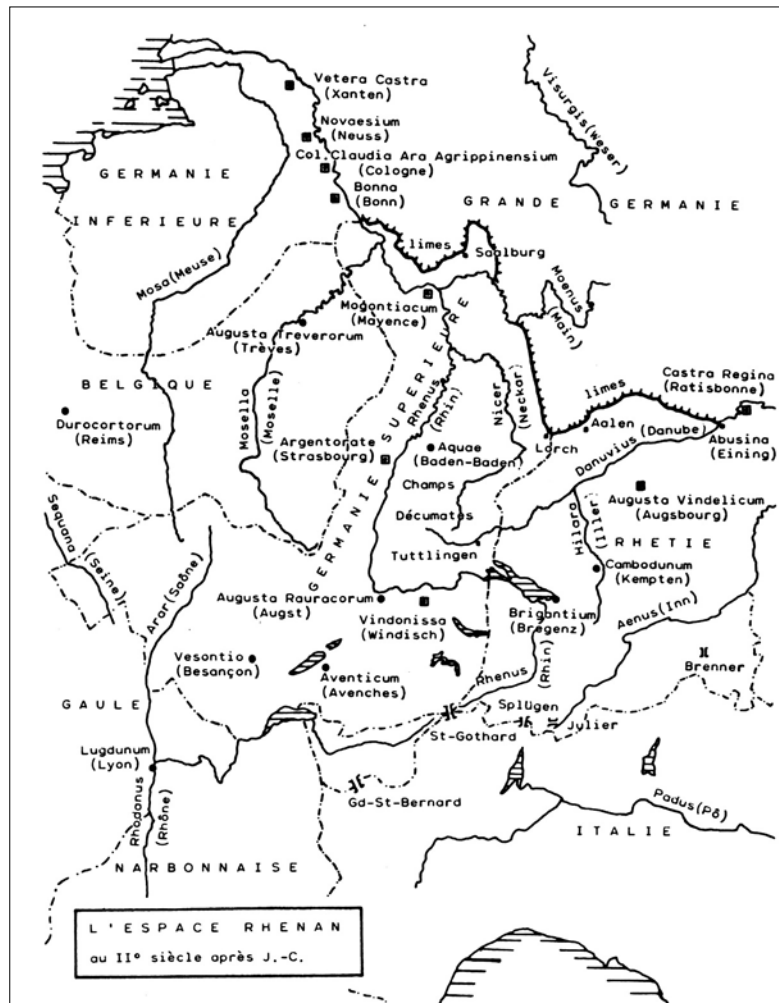 Vetera Castra
(Xanten)
Visurgis(Weser)
Novaesium
(Neuss)
Col.Claudia Ara Agrippinensium
(Cologne)
Bonna
(Bonn)
GERMANIE
INFERIEURE
GRANDE GERMANIE
limes
Saalburg
Mosa(Meuse)
Moenus
(Main)
Mogontiacum
(Mayence)
Augusta Treverorum
(Trèves)
BELGIQUE
Durocortorum
(Reims)
Mosella
(Moselle)
GERMANIE SUPERIEURE
Rhenus
(Rhin)
Nicer
(Neckar)
limes
Castra Regina
(Ratisbonne)
Argentorate
(Strasbourg)
Aquae
(Baden-Baden)
Lorch
Aalen
Danuvius (Danube)
Abusina
(Eining)
Champs
Décumates
Augusta Vindelicum
(Augsbourg)
Sequana
(Seine)
Arar(Saône)
Tuttlingen
Hilara
(Iller)
RHETIE
Cambodunum
(Kempten)
Augusta Rauracorum
(Augst)
Vindonissa
(Windisch)
Brigantium
(Bregenz)
Aenus(Inn)
Vesontio
(Besançon)
Aventicum
(Avenches)
Rhenus
(Rhin)
Brenner
GAULE
Splügen
St-Gothard
Julier
Lugdunum
(Lyon)
Gd-St-Bernard
Rhodanus
(Rhône)
Padus(Pô)
ITALIE
NARBONNAISE
L'ESPACE RHENAN
au II° siècle après J.-C.